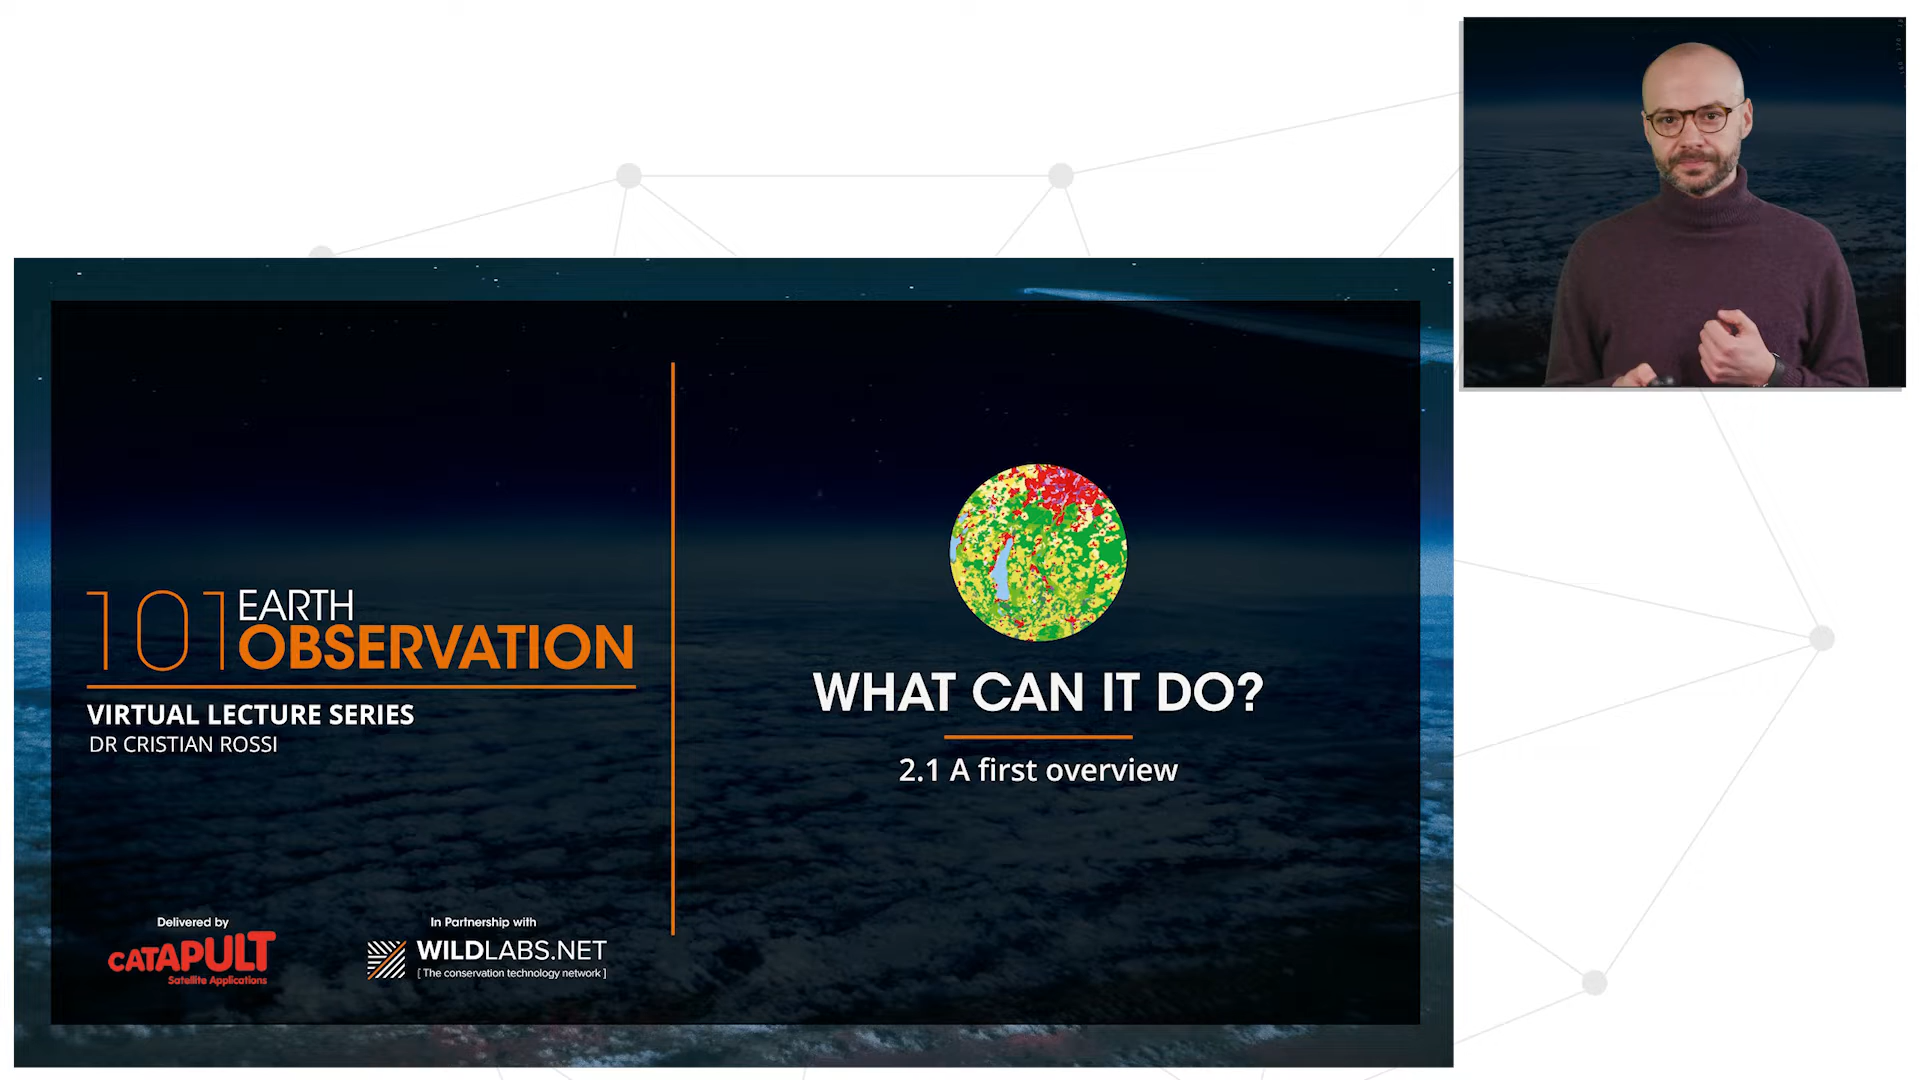 101 EARTH
OBSERVATION
VIRTUAL LECTURE SERIES
DR CRISTIAN ROSSI
Delivered by
CATAPULT
Satellite Applications
In Partnership with
WILDLABS.NET
[ The conservation technology network ]
WHAT CAN IT DO?
2.1 A first overview